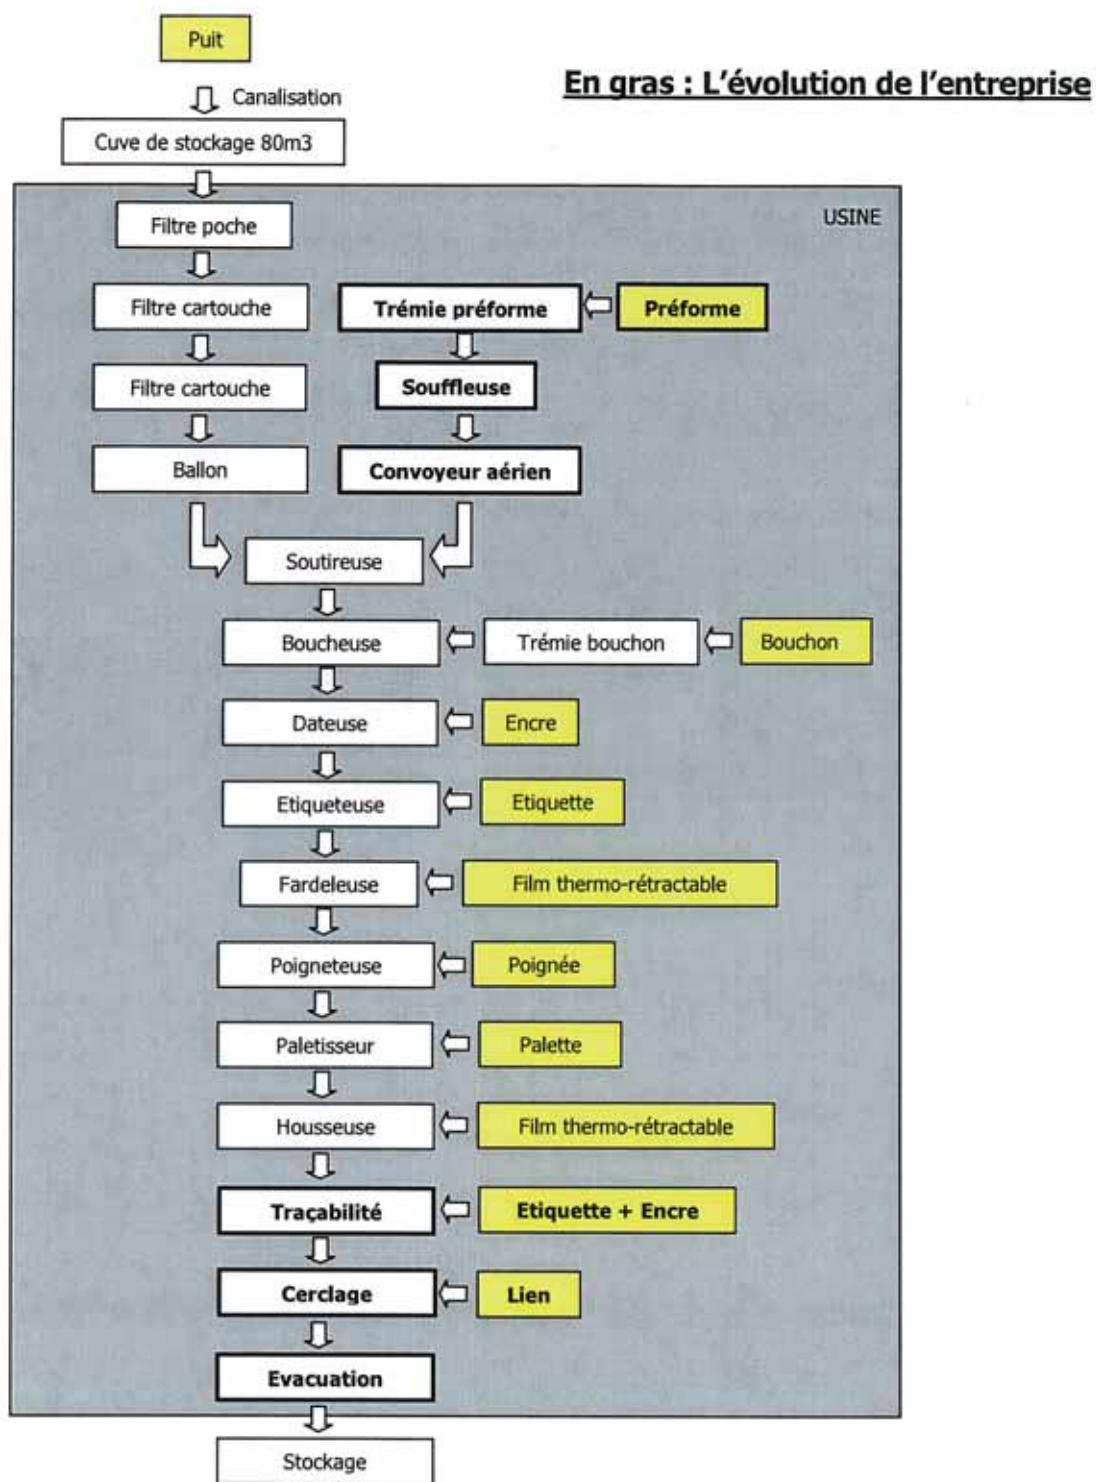 Puit
En gras : L'évolution de l'entreprise
Canalisation
Cuve de stockage 80m3
USINE
Filtre poche
Filtre cartouche
Trémie préforme
Préforme
Filtre cartouche
Souffleuse
Ballon
Convoyeur aérien
Soutireuse
Boucheuse
Trémie bouchon
Bouchon
Dateuse
Encre
Etiqueteuse
Etiquette
Fardeleuse
Film thermo-rétractable
Poigneteuse
Poignée
Paletisseur
Palette
Housseuse
Film thermo-rétractable
Traçabilité
Etiquette + Encre
Cerclage
Lien
Evacuation
Stockage